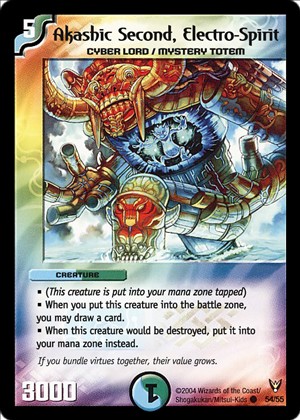 5
Akashic Second, Electro-Spirit
CYBER LORD / MYSTERY TOTEM
CREATURE
▪ (This creature is put into your mana zone tapped)
▪ When you put this creature into the battle zone,
you may draw a card.
▪ When this creature would be destroyed, put it into
your mana zone instead.
If you bundle virtues together, their value grows.
3000
1
©2004 Wizards of the Coast/
Shogakukan/Mitsui-Kids
54/55